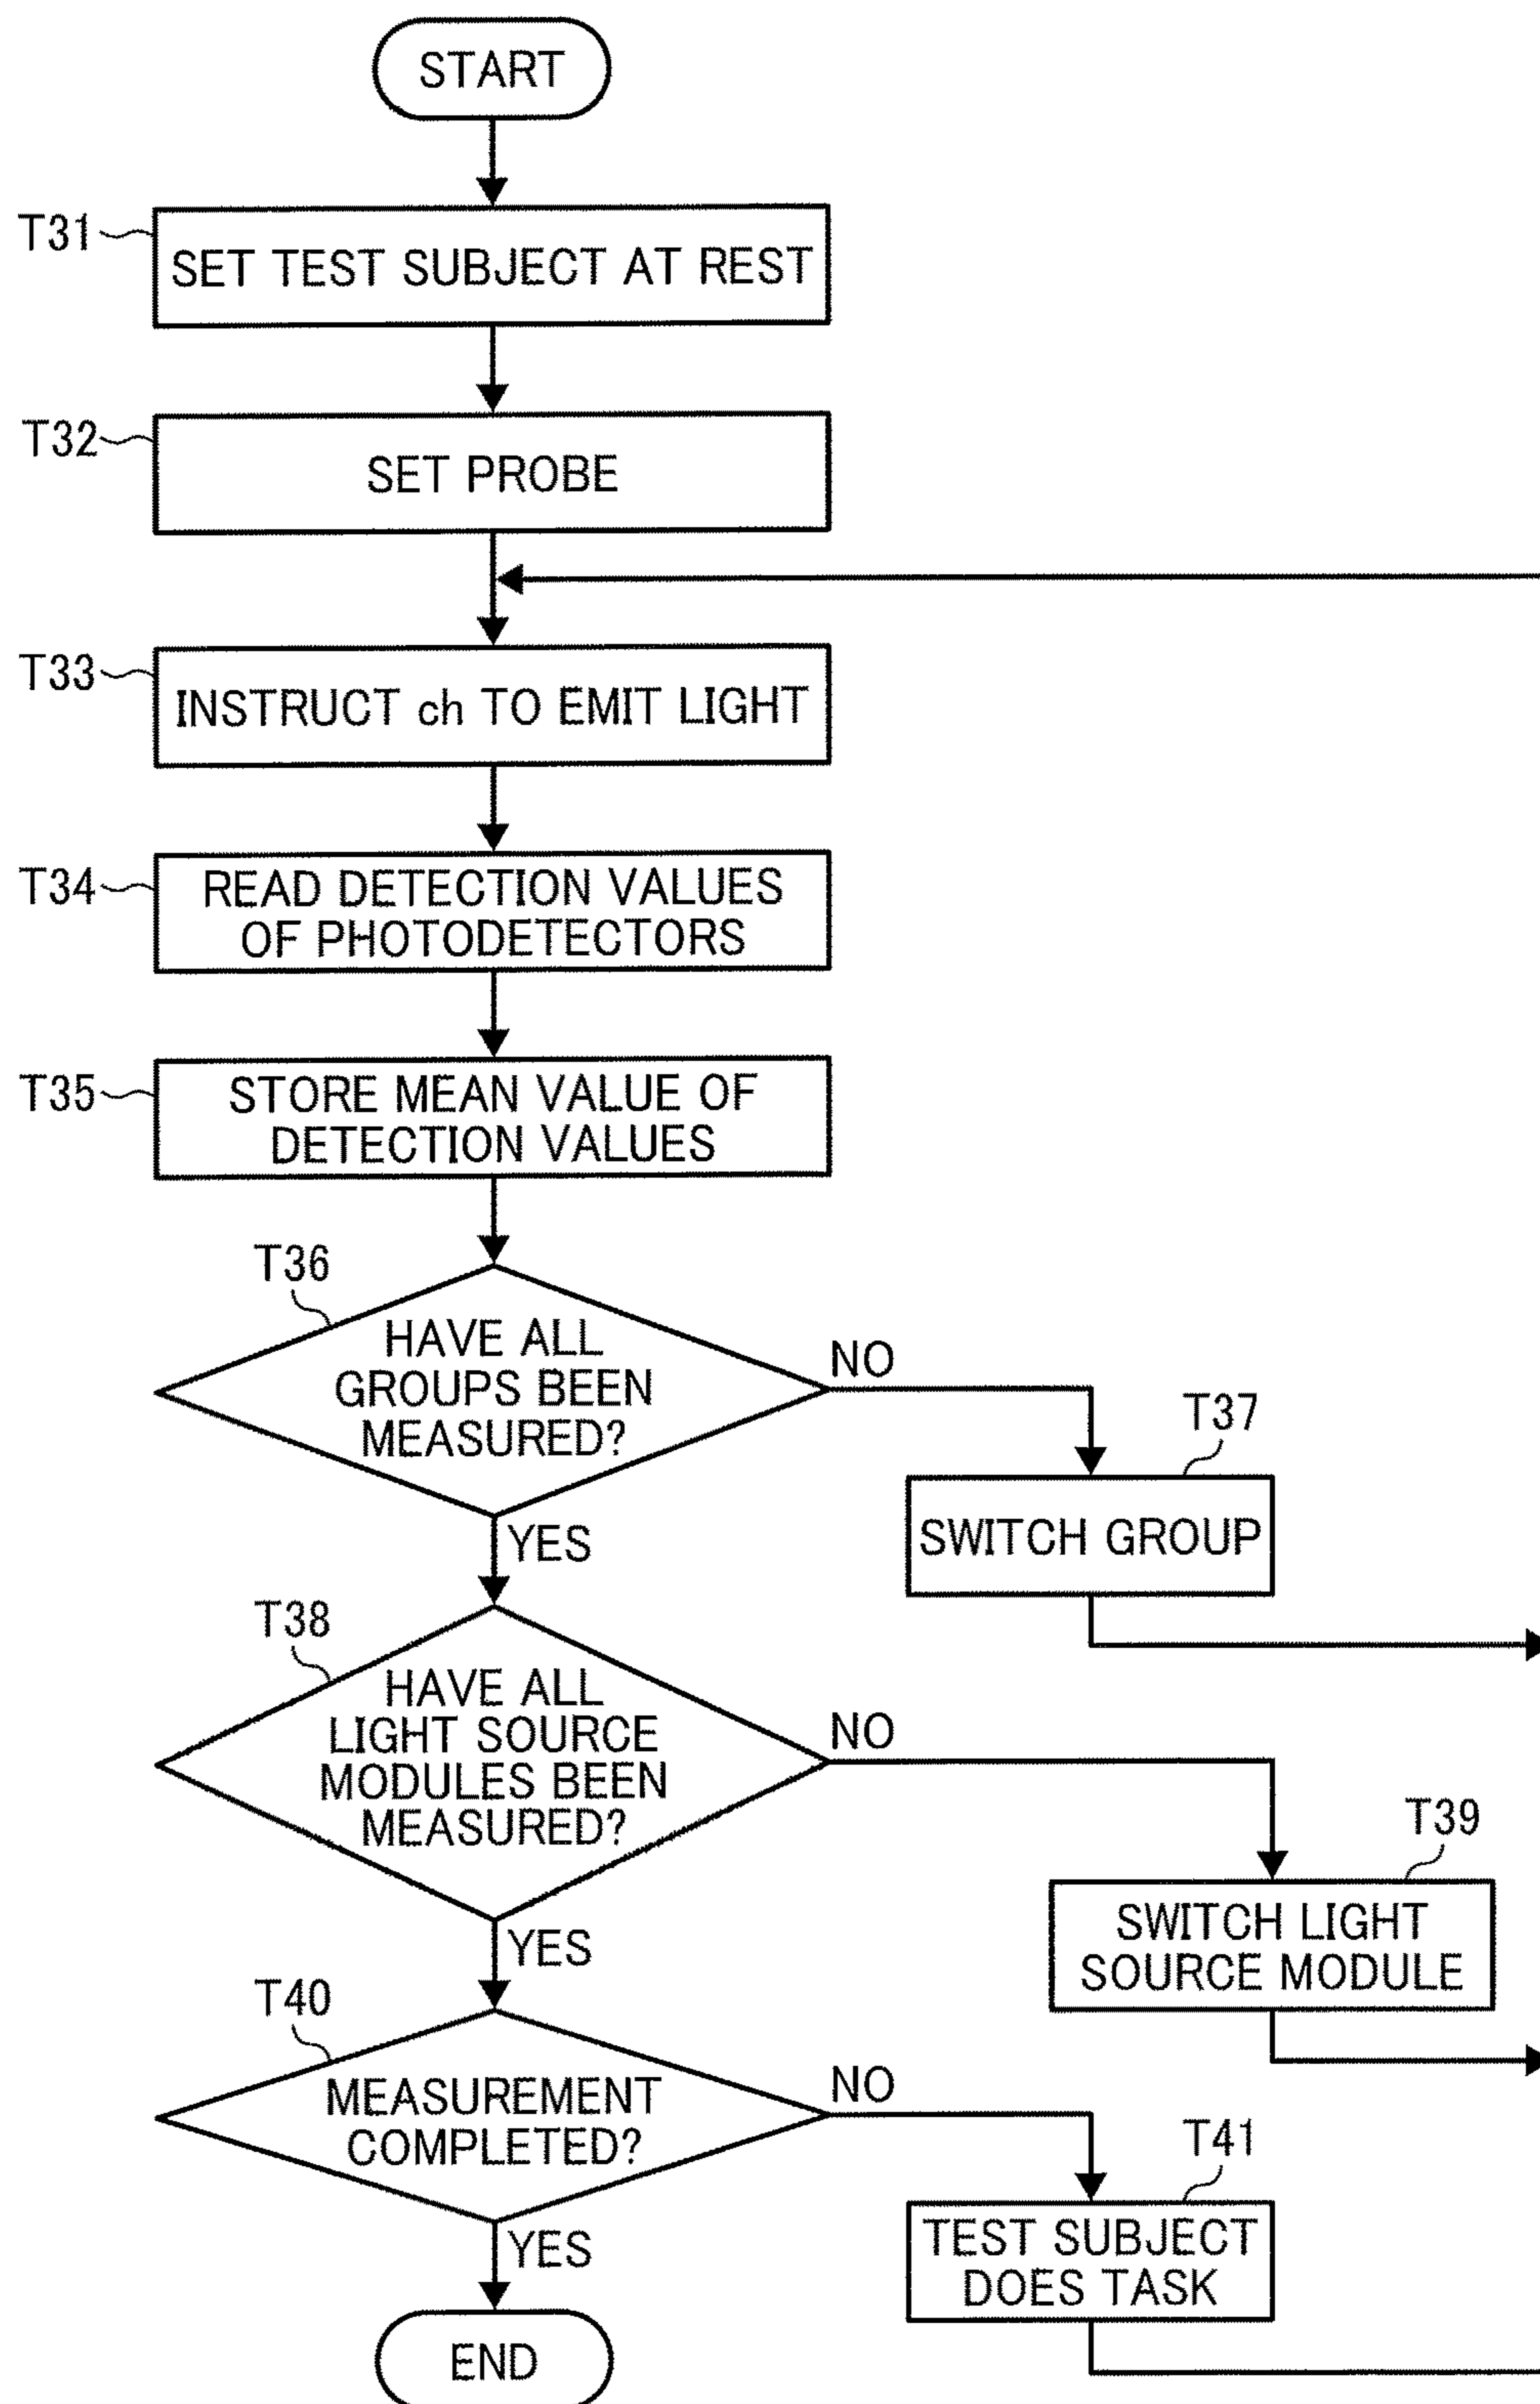 START
T31
SET TEST SUBJECT AT REST
T32
SET PROBE
T33
INSTRUCT ch TO EMIT LIGHT
T34
READ DETECTION VALUES
OF PHOTODETECTORS
T35
STORE MEAN VALUE OF
DETECTION VALUES
T36
HAVE ALL
GROUPS BEEN
MEASURED?
NO
T37
SWITCH GROUP
YES
T38
HAVE ALL
LIGHT SOURCE
MODULES BEEN
MEASURED?
NO
T39
SWITCH LIGHT
SOURCE MODULE
YES
T40
MEASUREMENT
COMPLETED?
NO
T41
TEST SUBJECT
DOES TASK
YES
END